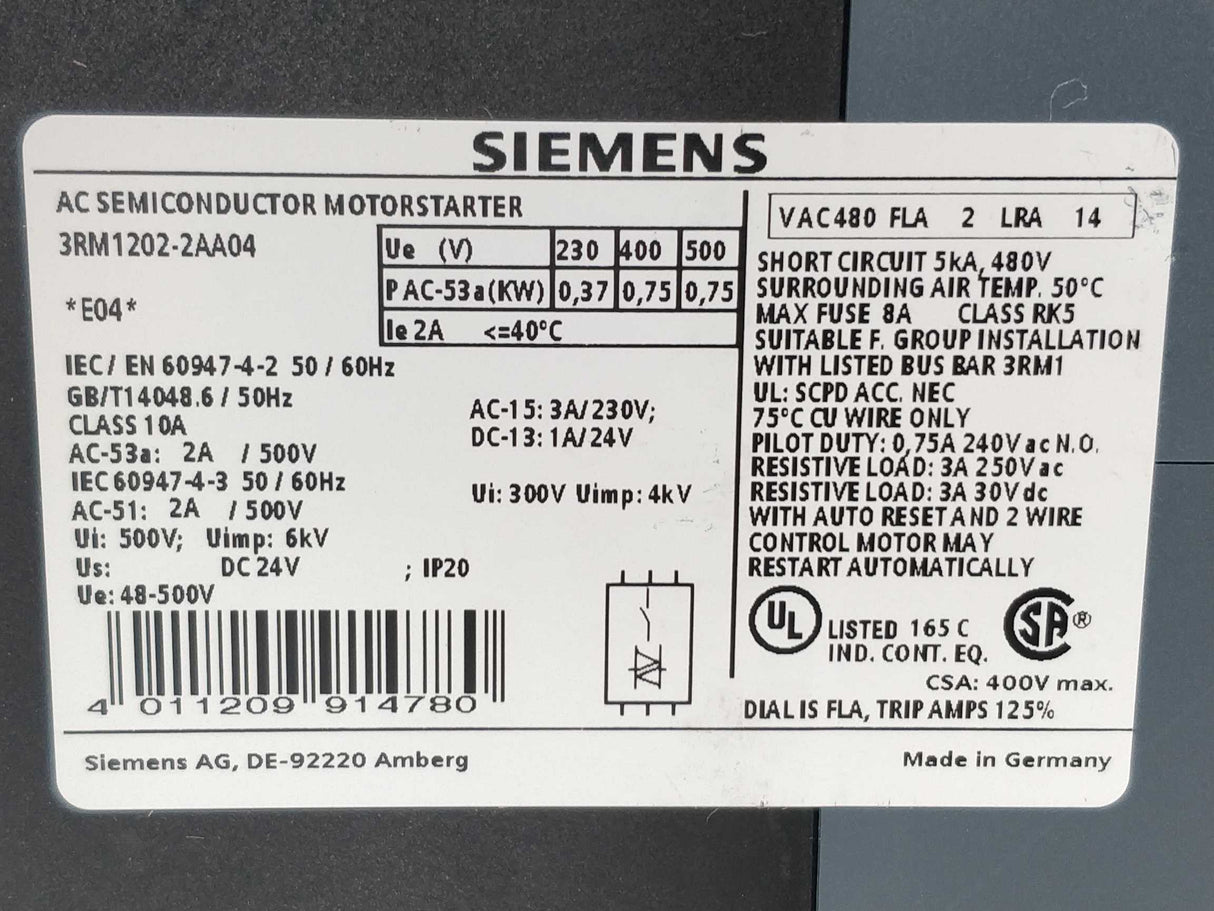 SIEMENS
AC SEMICONDUCTOR MOTORSTARTER
3RM1202-2AA04
*E04*
Ue (V) 230 400 500
P AC-53a(KW) 0,37 0,75 0,75
Ie 2A <=40°C
IEC/ EN 60947-4-2 50 / 60Hz
GB/T14048.6 / 50Hz
CLASS 10A
AC-53a: 2A / 500V
IEC60947-4-3 50 / 60Hz
AC-51: 2A / 500V
Ui: 500V; Uimp: 6kV
Us: DC 24V ; IP20
Ue: 48-500V
AC-15: 3A/230V;
DC-13: 1A/24V
Ui: 300V Uimp: 4kV
4 011209 914780
VAC480 FLA 2 LRA 14
SHORT CIRCUIT 5kA, 480V
SURROUNDING AIR TEMP. 50°C
MAX FUSE 8A CLASS RK5
SUITABLE F. GROUP INSTALLATION
WITH LISTED BUS BAR 3RM1
UL: SCPD ACC. NEC
75°C CU WIRE ONLY
PILOT DUTY: 0,75A 240Vac N.O.
RESISTIVE LOAD: 3A 250Vac
RESISTIVE LOAD: 3A 30Vdc
WITH AUTO RESET AND 2 WIRE
CONTROL MOTOR MAY
RESTART AUTOMATICALLY
UL LISTED 165 C
IND. CONT. EQ.
SA ®
CSA: 400V max.
DIAL IS FLA, TRIP AMPS 125%
Siemens AG, DE-92220 Amberg
Made in Germany